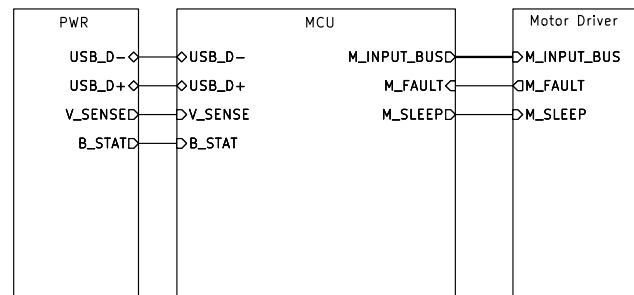 PWR
MCU
Motor Driver
USB_D-
USB_D-
M_INPUT_BUS
M_INPUT_BUS
USB_D+
USB_D+
M_FAULT
M_FAULT
V_SENSE
V_SENSE
M_SLEEP
M_SLEEP
B_STAT
B_STAT